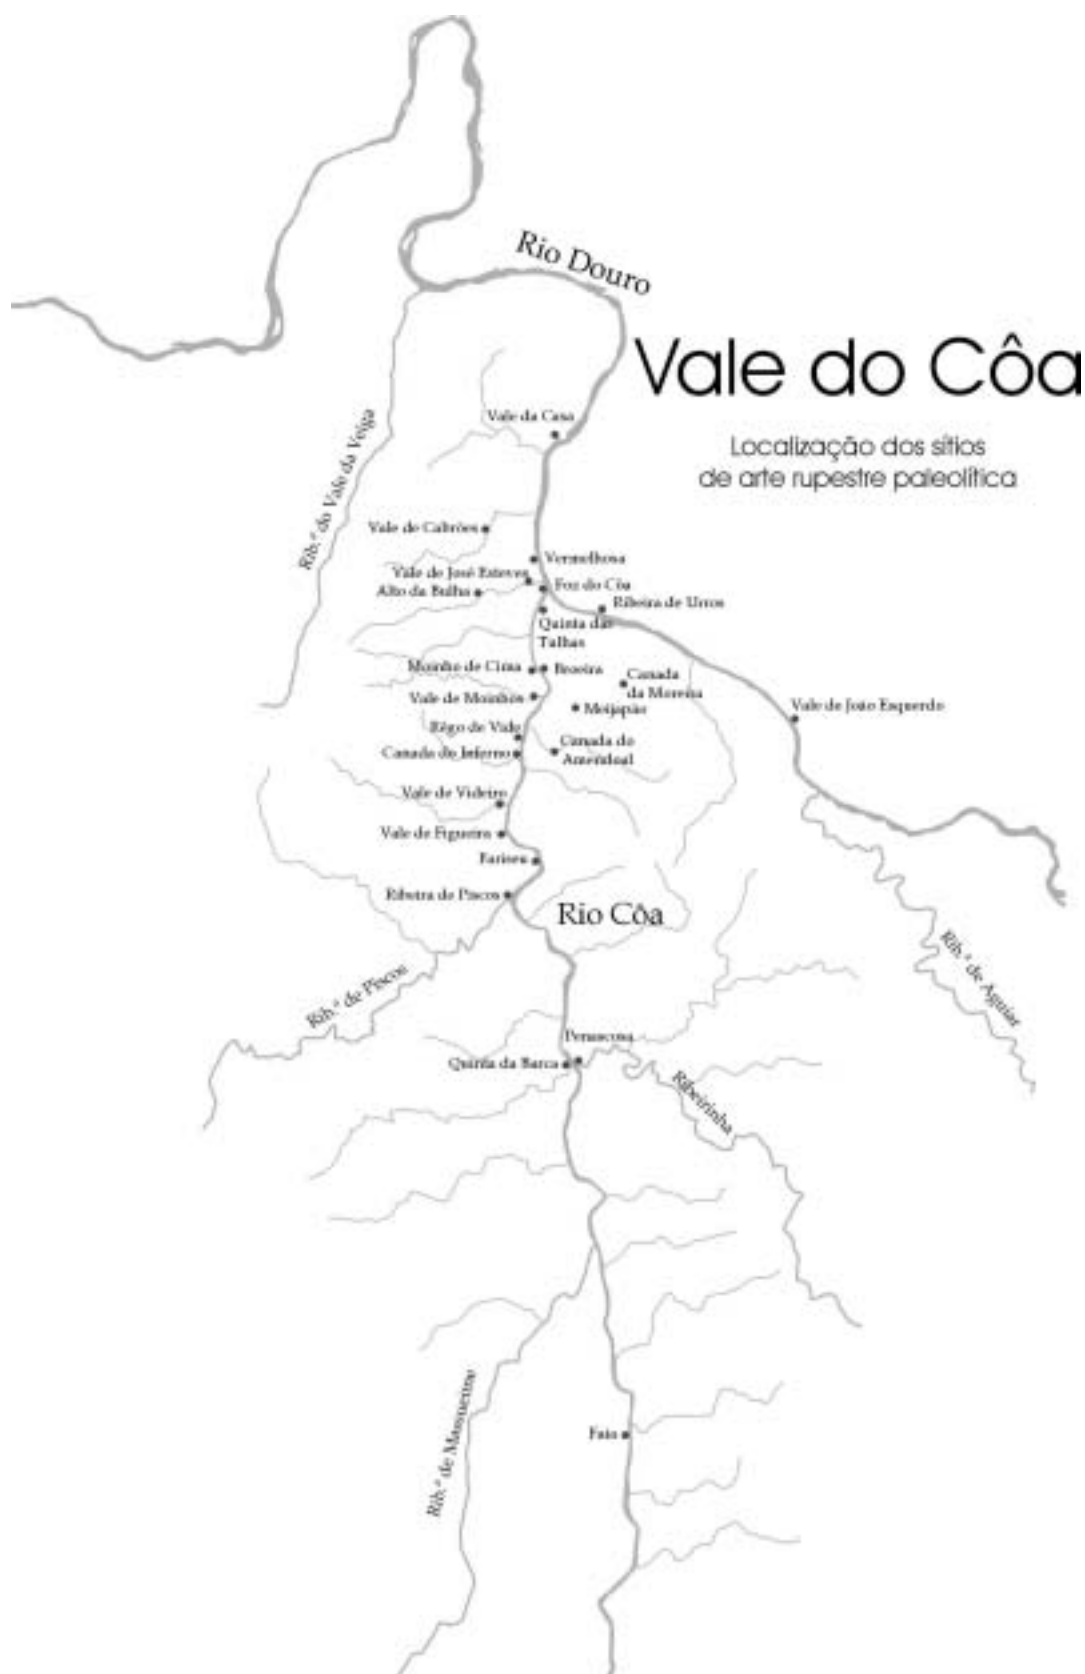 Rio Douro
Vale do Côa
Localização dos sítios
de arte rupestre paleolítica
Rib.ª do Vale da Veiga
Vale da Casa
Vale de Cabrões
Vermelhosa
Vale de José Esteves
Foz do Côa
Alto da Bulha
Ribeira de Urros
Quinta das
Tulhas
Moinho de Cima
Broeira
Canada
da Moreira
Vale de Moinhos
Meijapão
Vale de João Esquerdo
Rêgo de Vide
Canada do Inferno
Canada do
Amendoal
Vale de Videiro
Vale de Figueira
Fariseu
Ribeira de Piscos
Rio Côa
Rib.ª de Piscos
Rib.ª de Aguiar
Penascosa
Quinta da Barca
Ribeirinha
Rib.ª de Massueime
Faia